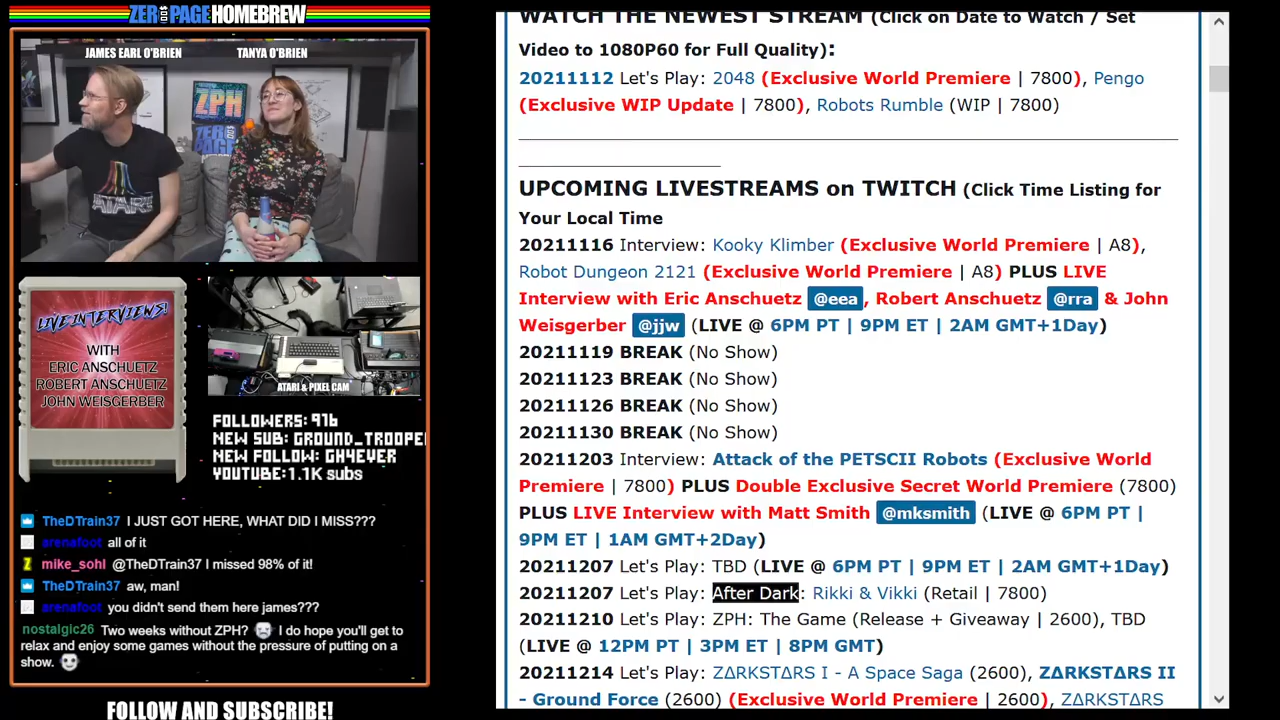 ZEROPAGE HOMEBREW
JAMES EARL O'BRIEN
TANYA O'BRIEN
ZPH
ZERO
PAGE
ATARI
LIVE INTERVIEWS!
WITH
ERIC ANSCHUETZ
ROBERT ANSCHUETZ
JOHN WEISGERBER
ATARI & PIXEL CAM
FOLLOWERS: 916
NEW SUB: GROUND_TROOPE
NEW FOLLOW: GH4EVER
YOUTUBE: 1.1K subs
TheDTrain37 I JUST GOT HERE, WHAT DID I MISS???
arenafoot all of it
mike_sohl @TheDTrain37 I missed 98% of it!
TheDTrain37 aw, man!
arenafoot you didn't send them here james???
nostalgic26 Two weeks without ZPH? I do hope you'll get to
relax and enjoy some games without the pressure of putting on a
show.
FOLLOW AND SUBSCRIBE!
WATCH THE NEWEST STREAM (Click on Date to Watch / Set
Video to 1080P60 for Full Quality):
20211112 Let's Play: 2048 (Exclusive World Premiere | 7800), Pengo
(Exclusive WIP Update | 7800), Robots Rumble (WIP | 7800)
UPCOMING LIVESTREAMS on TWITCH (Click Time Listing for
Your Local Time
20211116 Interview: Kooky Klimber (Exclusive World Premiere | A8),
Robot Dungeon 2121 (Exclusive World Premiere | A8) PLUS LIVE
Interview with Eric Anschuetz @eea, Robert Anschuetz @rra & John
Weisgerber @jjw (LIVE @ 6PM PT | 9PM ET | 2AM GMT+1Day)
20211119 BREAK (No Show)
20211123 BREAK (No Show)
20211126 BREAK (No Show)
20211130 BREAK (No Show)
20211203 Interview: Attack of the PETSCII Robots (Exclusive World
Premiere | 7800) PLUS Double Exclusive Secret World Premiere (7800)
PLUS LIVE Interview with Matt Smith @mksmith (LIVE @ 6PM PT |
9PM ET | 1AM GMT+2Day)
20211207 Let's Play: TBD (LIVE @ 6PM PT | 9PM ET | 2AM GMT+1Day)
20211207 Let's Play: After Dark: Rikki & Vikki (Retail | 7800)
20211210 Let's Play: ZPH: The Game (Release + Giveaway | 2600), TBD
(LIVE @ 12PM PT | 3PM ET | 8PM GMT)
20211214 Let's Play: ZΔRKSTΔRS I - A Space Saga (2600), ZΔRKSTΔRS II
- Ground Force (2600) (Exclusive World Premiere | 2600), ZΔRKSTΔRS